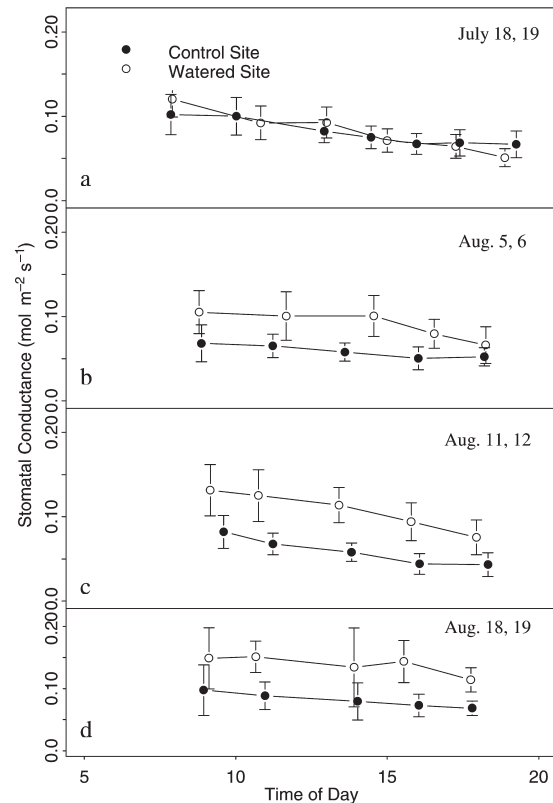 July 18, 19
Control Site
Watered Site
0.20
0.10
0.0
a
Aug. 5, 6
0.20
0.10
0.0
b
Aug. 11, 12
0.20
0.10
0.0
c
Aug. 18, 19
0.20
0.10
0.0
d
Stomatal Conductance (mol m⁻² s⁻¹)
5 10 15 20
Time of Day